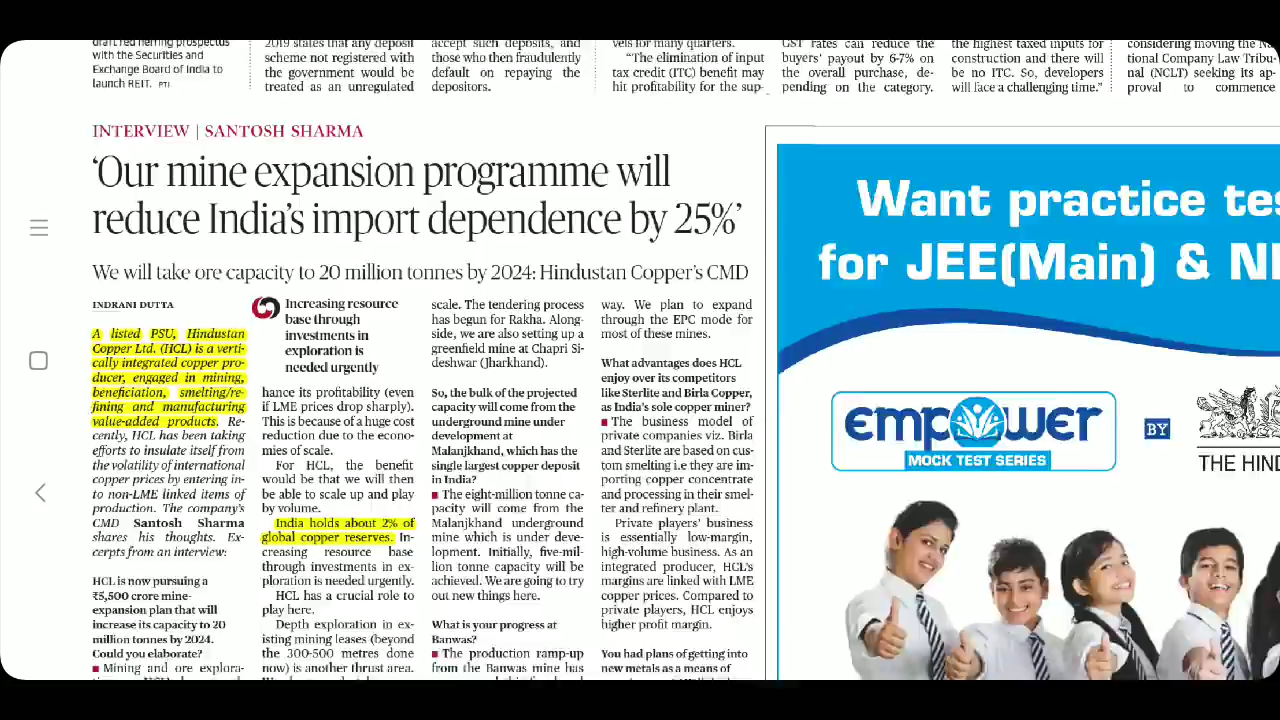 draft red herring prospectus
with the Securities and
Exchange Board of India to
launch REIT. PTI
2019 states that any deposit
scheme not registered with
the government would be
treated as an unregulated
accept such deposits, and
those who then fraudulently
default on repaying the
depositors.
vels for many quarters.
“The elimination of input
tax credit (ITC) benefit may
hit profitability for the sup-
GST rates can reduce the
buyers' payout by 6-7% on
the overall purchase, de-
pending on the category.
the highest taxed inputs for
construction and there will
be no ITC. So, developers
will face a challenging time.”
considering moving the Na-
tional Company Law Tribu-
nal (NCLT) seeking its ap-
proval to commence
INTERVIEW | SANTOSH SHARMA
‘Our mine expansion programme will
reduce India’s import dependence by 25%’
We will take ore capacity to 20 million tonnes by 2024: Hindustan Copper’s CMD
INDRANI DUTTA
A listed PSU, Hindustan
Copper Ltd. (HCL) is a verti-
cally integrated copper pro-
ducer, engaged in mining,
beneficiation, smelting/re-
fining and manufacturing
value-added products. Re-
cently, HCL has been taking
efforts to insulate itself from
the volatility of international
copper prices by entering in-
to non-LME linked items of
production. The company’s
CMD Santosh Sharma
shares his thoughts. Ex-
cerpts from an interview:
HCL is now pursuing a
₹5,500 crore mine-
expansion plan that will
increase its capacity to 20
million tonnes by 2024.
Could you elaborate?
■ Mining and ore explora-
Increasing resource
base through
investments in
exploration is
needed urgently
hance its profitability (even
if LME prices drop sharply).
This is because of a huge cost
reduction due to the econo-
mies of scale.
For HCL, the benefit
would be that we will then
be able to scale up and play
by volume.
India holds about 2% of
global copper reserves. In-
creasing resource base
through investments in ex-
ploration is needed urgently.
HCL has a crucial role to
play here.
Depth exploration in ex-
isting mining leases (beyond
the 300-500 metres done
now) is another thrust area.
scale. The tendering process
has begun for Rakha. Along-
side, we are also setting up a
greenfield mine at Chapri Si-
deshwar (Jharkhand).
So, the bulk of the projected
capacity will come from the
underground mine under
development at
Malanjkhand, which has the
single largest copper deposit
in India?
■ The eight-million tonne ca-
pacity will come from the
Malanjkhand underground
mine which is under deve-
lopment. Initially, five-mil-
lion tonne capacity will be
achieved. We are going to try
out new things here.
What is your progress at
Banwas?
■ The production ramp-up
from the Banwas mine has
way. We plan to expand
through the EPC mode for
most of these mines.
What advantages does HCL
enjoy over its competitors
like Sterlite and Birla Copper,
as India’s sole copper miner?
■ The business model of
private companies viz. Birla
and Sterlite are based on cus-
tom smelting i.e they are im-
porting copper concentrate
and processing in their smel-
ter and refinery plant.
Private players’ business
is essentially low-margin,
high-volume business. As an
integrated producer, HCL’s
margins are linked with LME
copper prices. Compared to
private players, HCL enjoys
higher profit margin.
You had plans of getting into
new metals as a means of
Want practice tes
for JEE(Main) & NE
empower
MOCK TEST SERIES
BY
THE HIND